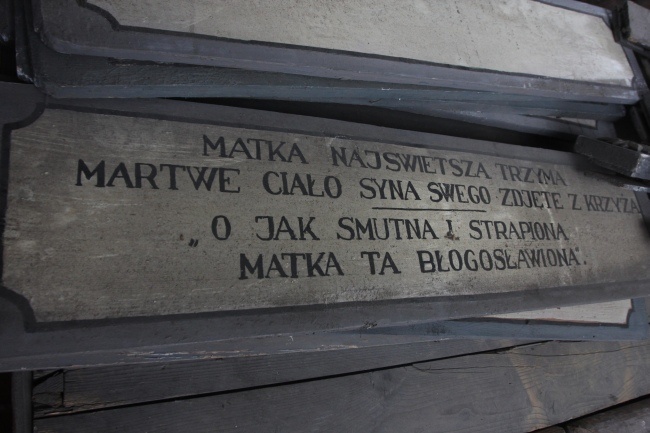 MATKA NAJSWIETSZA TRZYMA
MARTWE CIAŁO SYNA SWEGO ZDJĘTE Z KRZYŻA
„O JAK SMUTNA I STRAPIONA
MATKA TA BŁOGOSŁAWIONA".